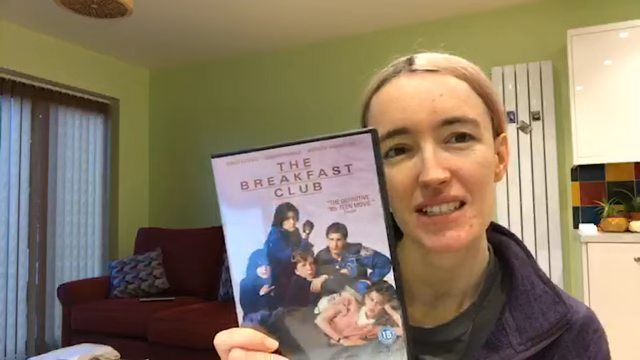 THE
BREAKFAST
CLUB
"THE DEFINITIVE
'80s TEEN MOVIE"
15